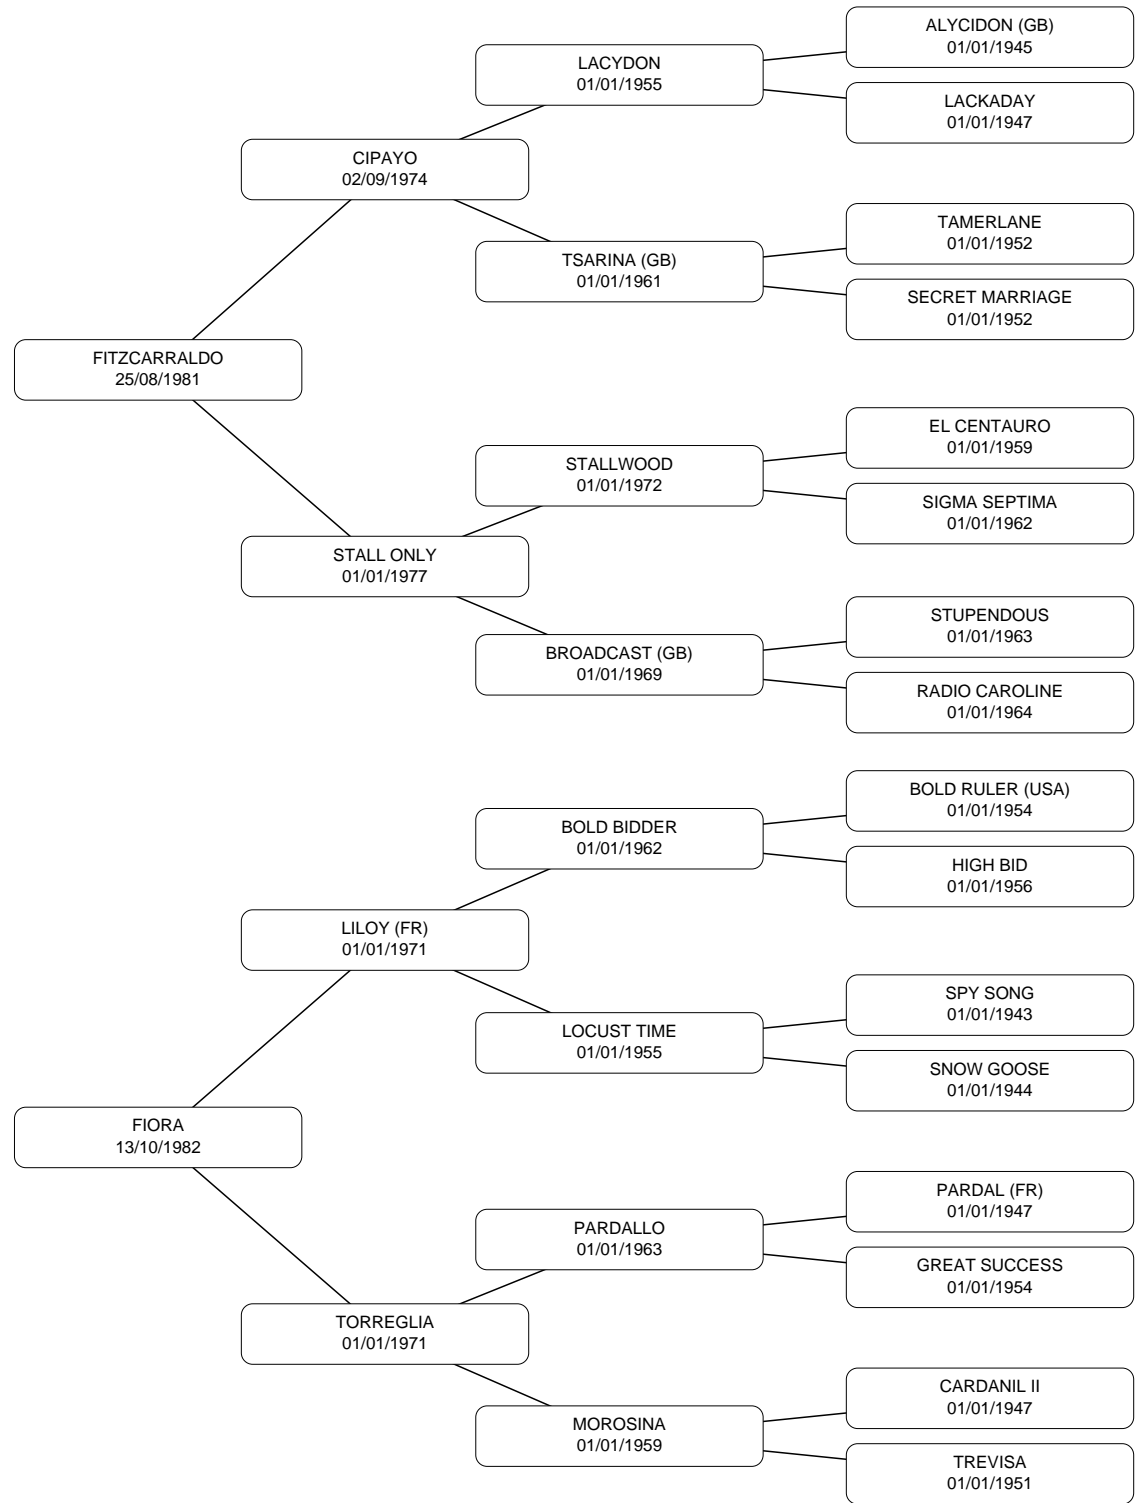 ALYCIDON (GB)
01/01/1945
LACYDON
01/01/1955
LACKADAY
01/01/1947
CIPAYO
02/09/1974
TAMERLANE
01/01/1952
TSARINA (GB)
01/01/1961
SECRET MARRIAGE
01/01/1952
FITZCARRALDO
25/08/1981
EL CENTAURO
01/01/1959
STALLWOOD
01/01/1972
SIGMA SEPTIMA
01/01/1962
STALL ONLY
01/01/1977
STUPENDOUS
01/01/1963
BROADCAST (GB)
01/01/1969
RADIO CAROLINE
01/01/1964
BOLD RULER (USA)
01/01/1954
BOLD BIDDER
01/01/1962
HIGH BID
01/01/1956
LILOY (FR)
01/01/1971
SPY SONG
01/01/1943
LOCUST TIME
01/01/1955
SNOW GOOSE
01/01/1944
FIORA
13/10/1982
PARDAL (FR)
01/01/1947
PARDALLO
01/01/1963
GREAT SUCCESS
01/01/1954
TORREGLIA
01/01/1971
CARDANIL II
01/01/1947
MOROSINA
01/01/1959
TREVISA
01/01/1951